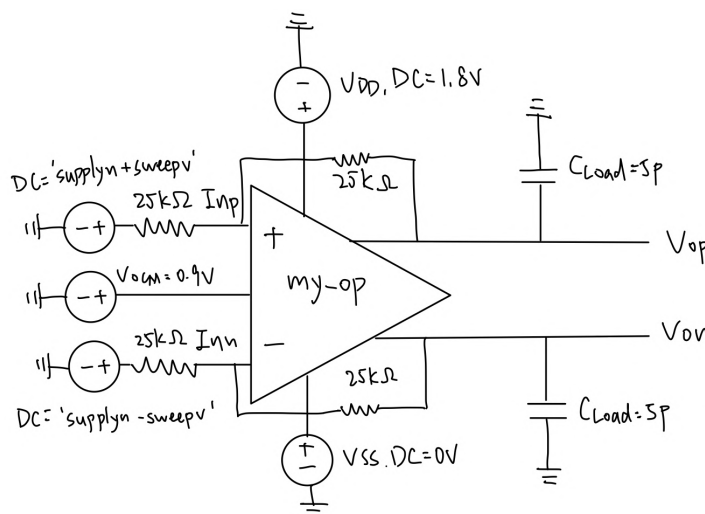 VDD, DC=1.8V
DC='supplyn+sweepv'
25kΩ
CLoad=5p
25kΩ Inp
+
Vop
VOCM=0.9V
my-op
25kΩ Inn
−
Von
25kΩ
DC='supplyn-sweepv'
CLoad=5p
VSS.DC=0V